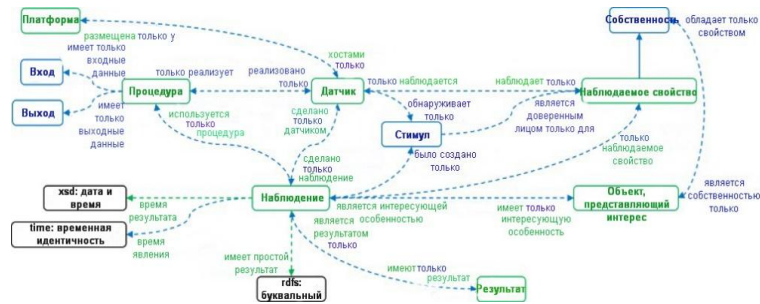 Платформа
Собственность
размещена только у
обладает только
свойством
имеет только
входные
данные
хостами
только
Вход
только реализует
реализовано
только
только наблюдается
наблюдает только
Процедура
Датчик
Наблюдаемое свойство
Выход
обнаруживает
только
имеет
только
выходные
данные
используется
только
процедура
сделано
только
датчиком
Стимул
является
доверенным
лицом только для
только
наблюдаемое
свойство
сделано
только
наблюдение
было создано
только
xsd: дата и
время
Наблюдение
Объект,
представляющий
интерес
является
собственностью
только
время
результата
является интересующей
особенностью
имеет только
интересующую
особенность
time: временная
идентичность
является
результатом
только
время
явления
имеет простой
результат
имеют только
результат
rdfs:
буквальный
Результат